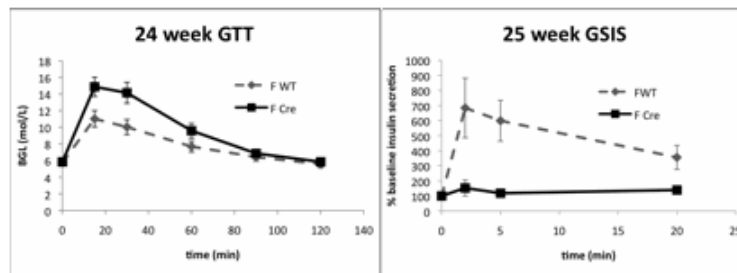 24 week GTT
18
16
14
12
10
8
6
4
2
0
BGL (mol/L)
F WT
F Cre
0 20 40 60 80 100 120 140
time (min)
25 week GSIS
1000
900
800
700
600
500
400
300
200
100
0
% baseline insulin secretion
FWT
F Cre
0 5 10 15 20 25
time (min)